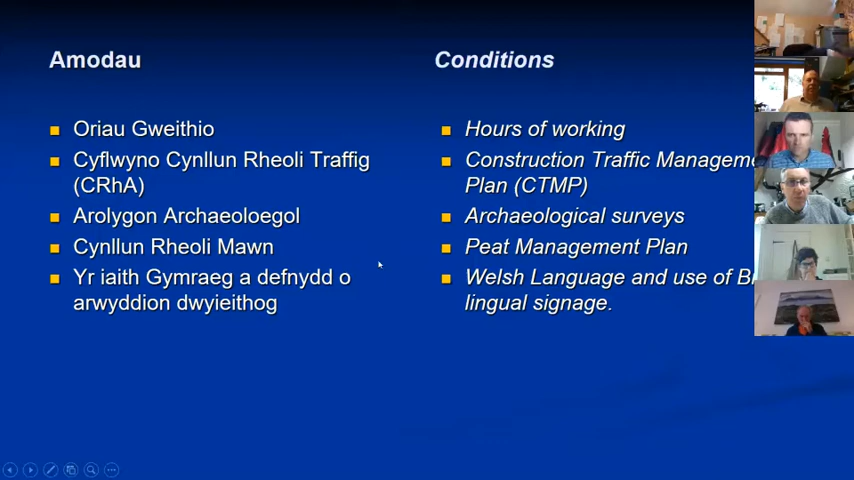 Amodau
Oriau Gweithio
Cyflwyno Cynllun Rheoli Traffig
(CRhA)
Arolygon Archaeoloegol
Cynllun Rheoli Mawn
Yr iaith Gymraeg a defnydd o
arwyddion dwyieithog
Conditions
Hours of working
Construction Traffic
Plan (CTMP)
Archaeological surveys
Peat Management Plan
Welsh Language and use of
lingual signage.